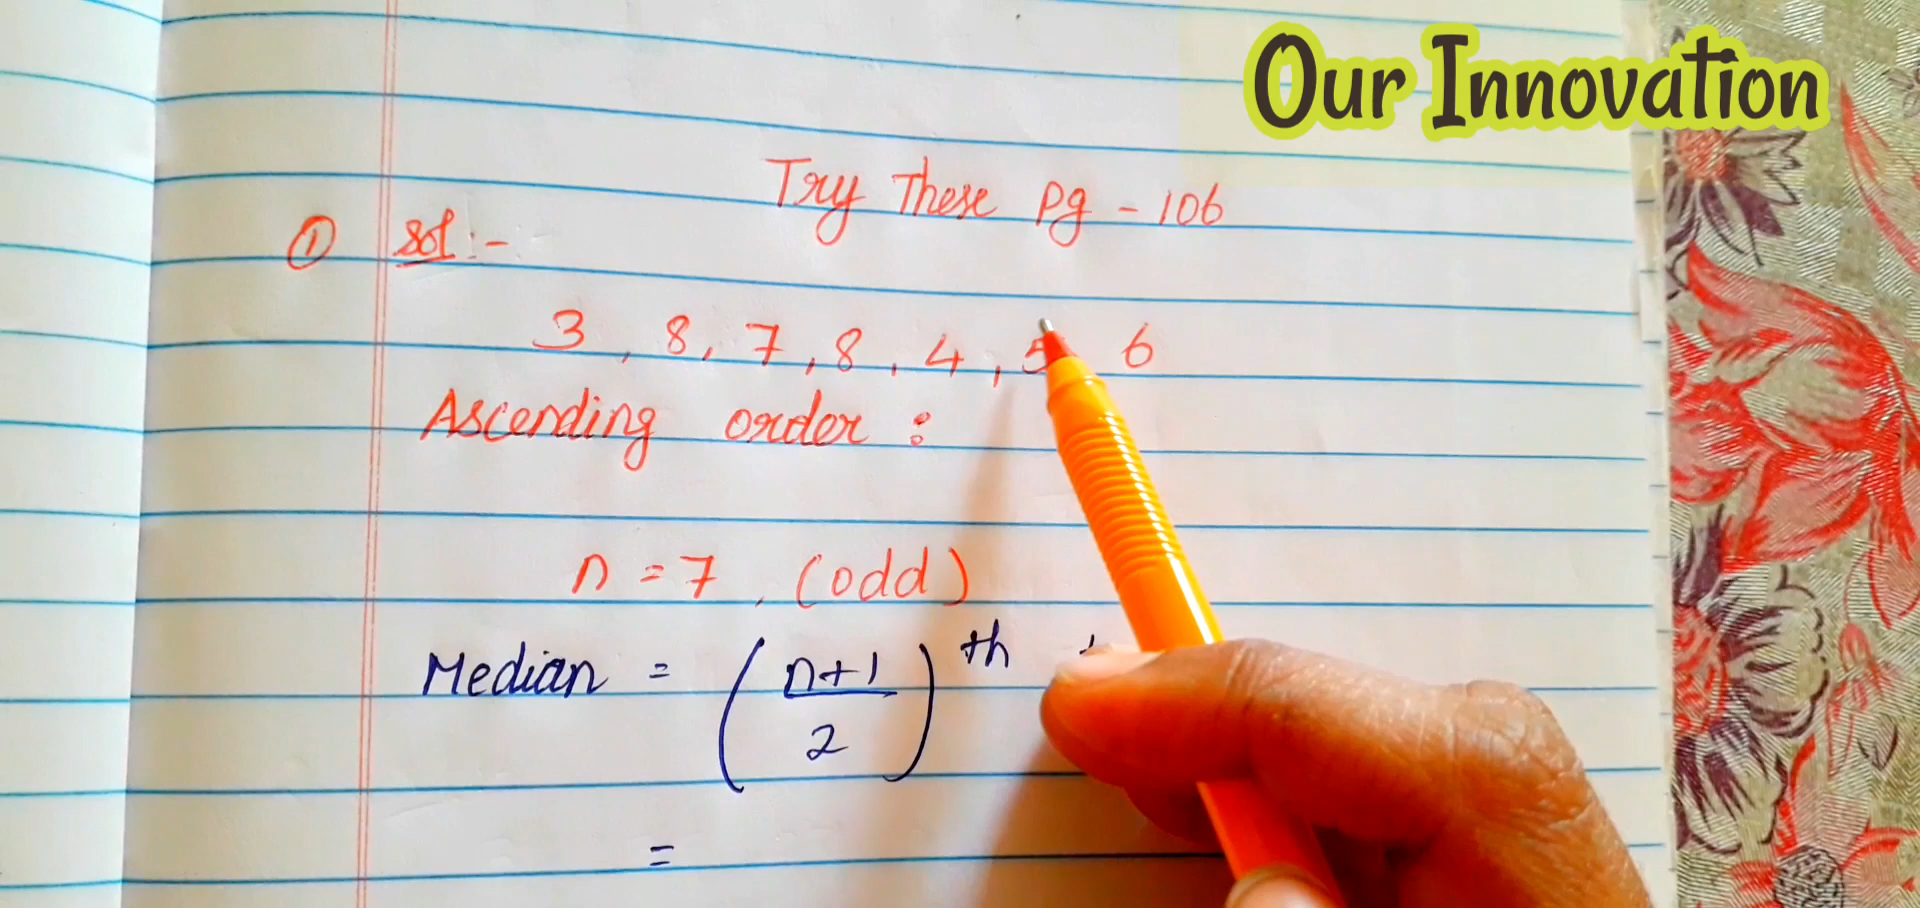 Our Innovation
Try These Pg - 106
① Sol :-
3 , 8 , 7 , 8 , 4 , 5 6
Ascending order :
n = 7 , (odd)
Median = ( n+1 / 2 ) th
=